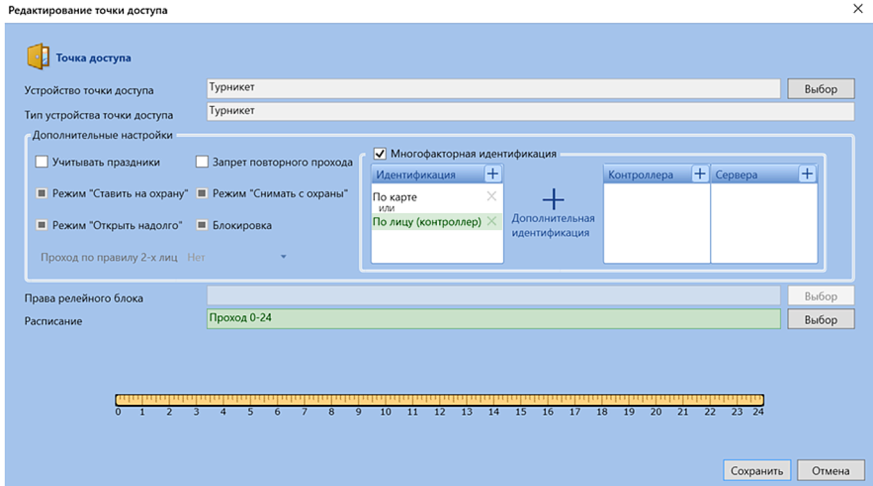 Редактирование точки доступа
Точка доступа
Устройство точки доступа Турникет Выбор
Тип устройства точки доступа Турникет
Дополнительные настройки
Учитывать праздники Запрет повторного прохода
Режим "Ставить на охрану" Режим "Снимать с охраны"
Режим "Открыть надолго" Блокировка
Проход по правилу 2-х лиц Нет
Многофакторная идентификация
Идентификация
По карте
или
По лицу (контроллер)
Дополнительная
идентификация
Контроллера Сервера
Права релейного блока Выбор
Расписание Проход 0-24 Выбор
0 1 2 3 4 5 6 7 8 9 10 11 12 13 14 15 16 17 18 19 20 21 22 23 24
Сохранить Отмена